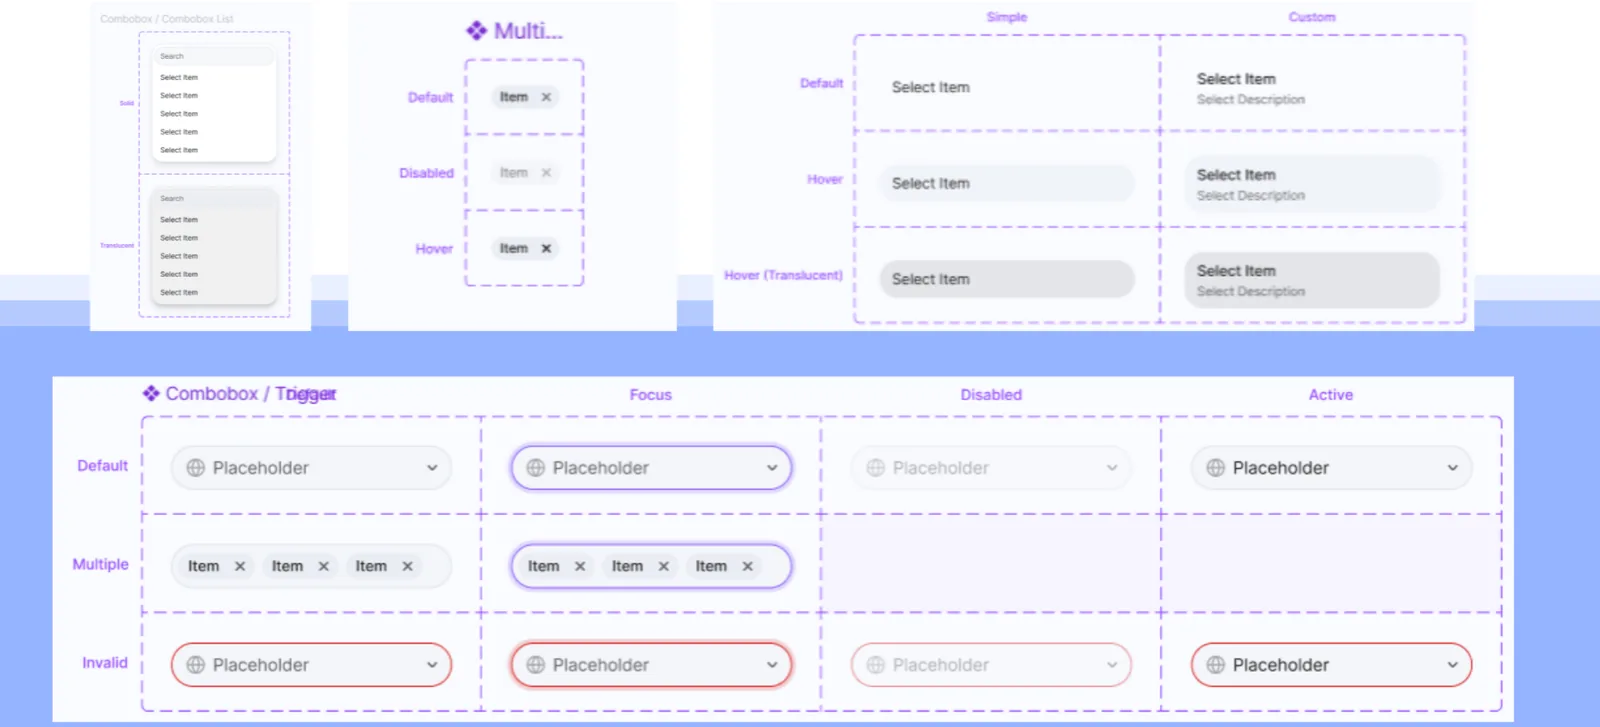 Combobox / Combobox List
Solid
Search
Select Item
Select Item
Select Item
Select Item
Select Item
Translucent
Search
Select Item
Select Item
Select Item
Select Item
Select Item
Multi...
Default
Item
Disabled
Item
Hover
Item
Simple
Custom
Default
Select Item
Select Item
Select Description
Hover
Select Item
Select Item
Select Description
Hover (Translucent)
Select Item
Select Item
Select Description
Combobox / Trigger
Default
Focus
Disabled
Active
Default
Placeholder
Placeholder
Placeholder
Placeholder
Multiple
Item Item Item
Item Item Item
Invalid
Placeholder
Placeholder
Placeholder
Placeholder